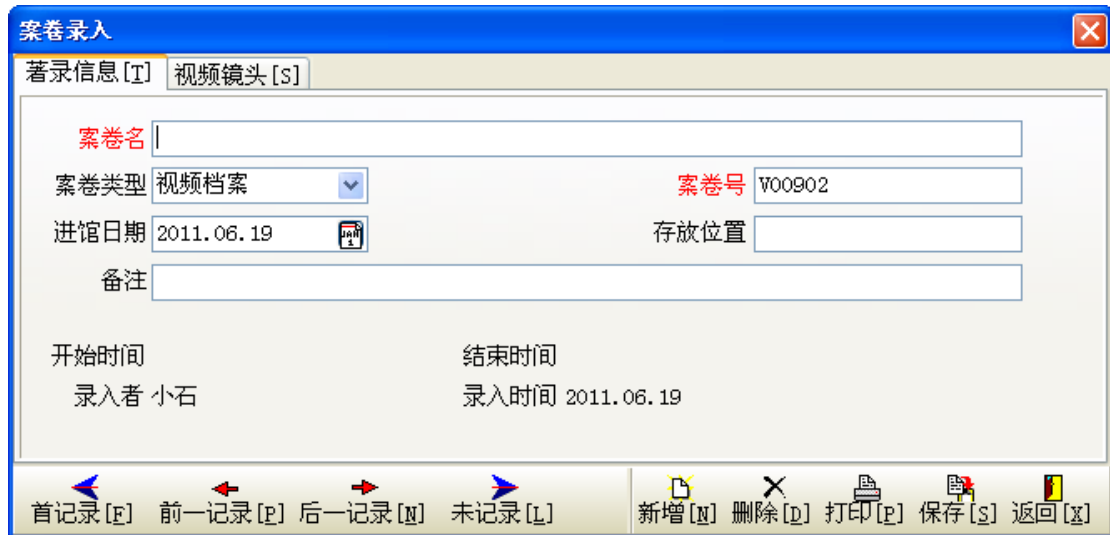 案卷录入
著录信息[T] 视频镜头[S]
案卷名
案卷类型 视频档案 案卷号 V00902
进馆日期 2011.06.19 存放位置
备注
开始时间 结束时间
录入者 小石 录入时间 2011.06.19
首记录[F] 前一记录[P] 后一记录[N] 未记录[L] 新增[N] 删除[D] 打印[P] 保存[S] 返回[X]